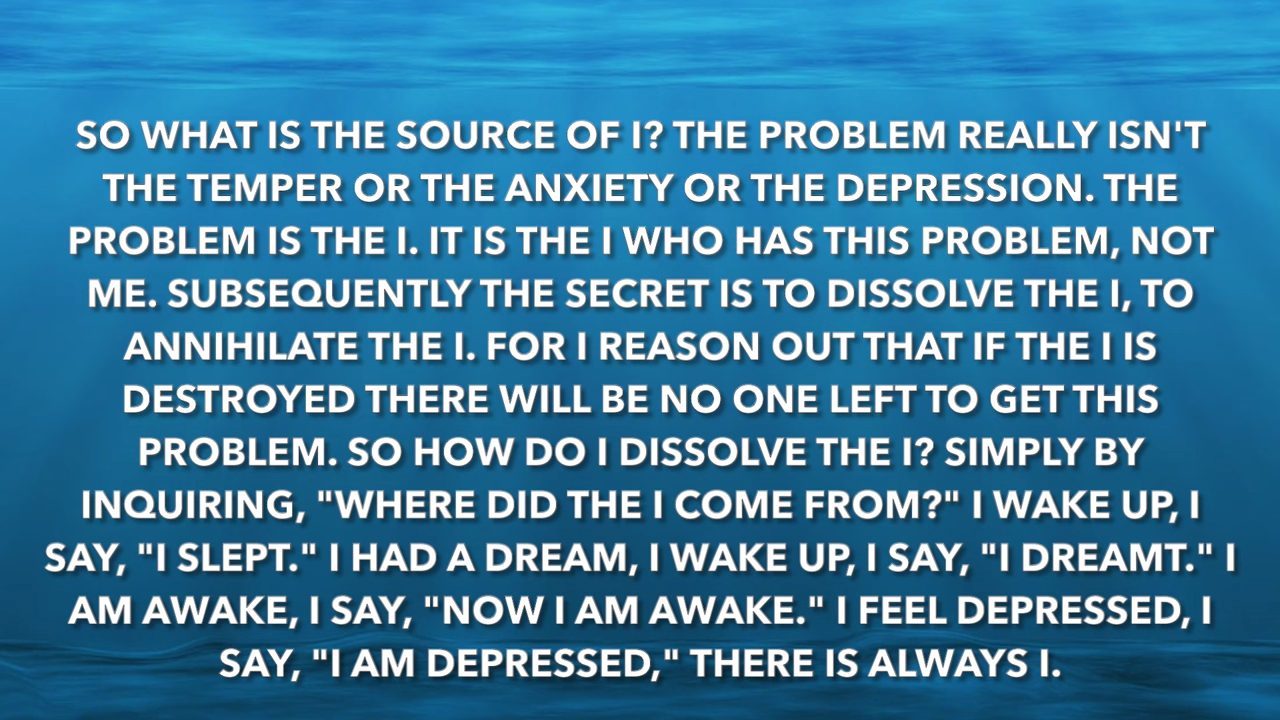 SO WHAT IS THE SOURCE OF I? THE PROBLEM REALLY ISN'T
THE TEMPER OR THE ANXIETY OR THE DEPRESSION. THE
PROBLEM IS THE I. IT IS THE I WHO HAS THIS PROBLEM, NOT
ME. SUBSEQUENTLY THE SECRET IS TO DISSOLVE THE I, TO
ANNIHILATE THE I. FOR I REASON OUT THAT IF THE I IS
DESTROYED THERE WILL BE NO ONE LEFT TO GET THIS
PROBLEM. SO HOW DO I DISSOLVE THE I? SIMPLY BY
INQUIRING, "WHERE DID THE I COME FROM?" I WAKE UP, I
SAY, "I SLEPT." I HAD A DREAM, I WAKE UP, I SAY, "I DREAMT." I
AM AWAKE, I SAY, "NOW I AM AWAKE." I FEEL DEPRESSED, I
SAY, "I AM DEPRESSED," THERE IS ALWAYS I.